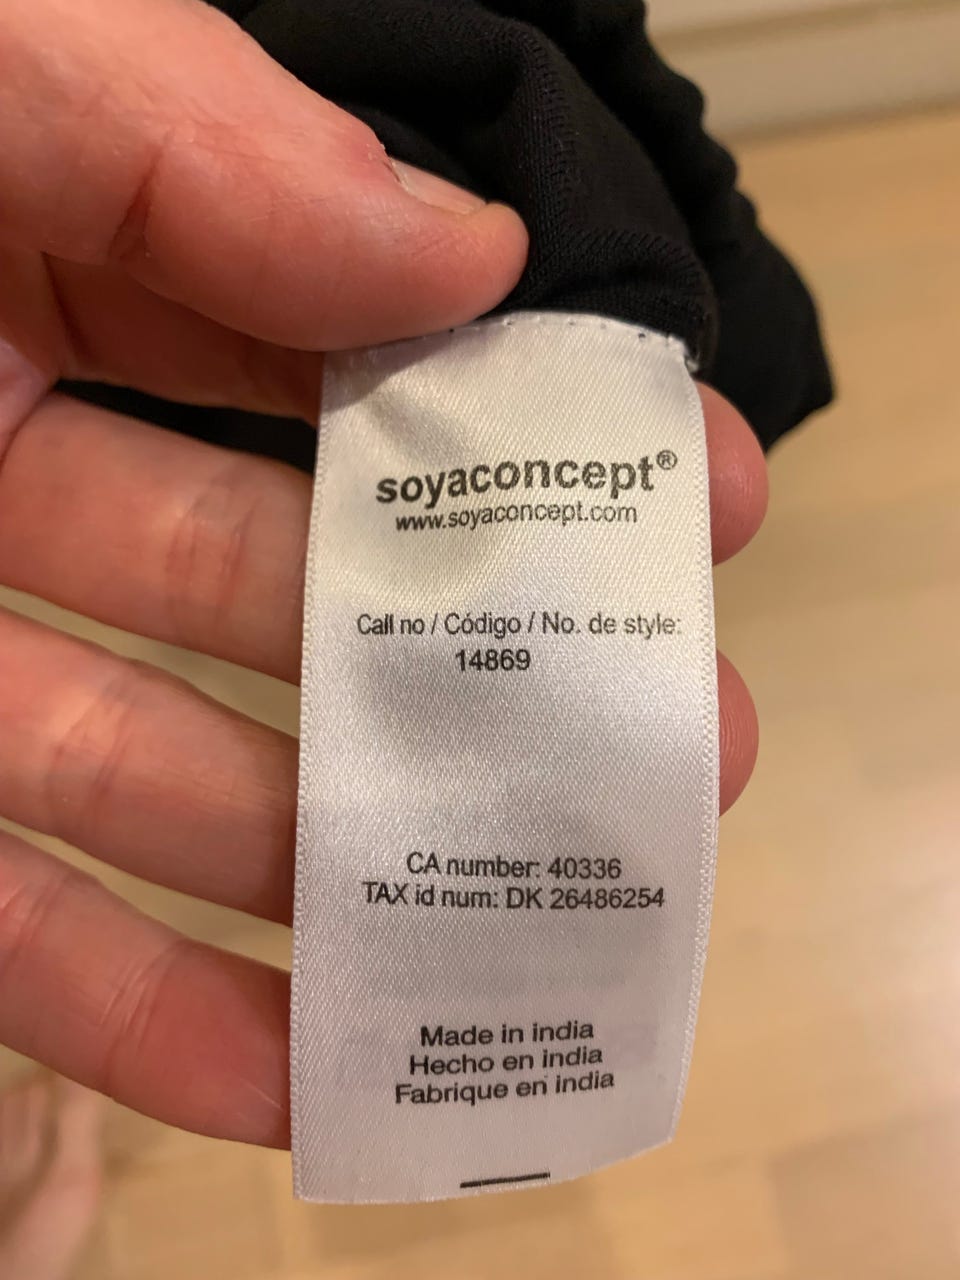 soyaconcept®
www.soyaconcept.com
Call no / Código / No. de style:
14869
CA number: 40336
TAX id num: DK 26486254
Made in india
Hecho en india
Fabrique en india